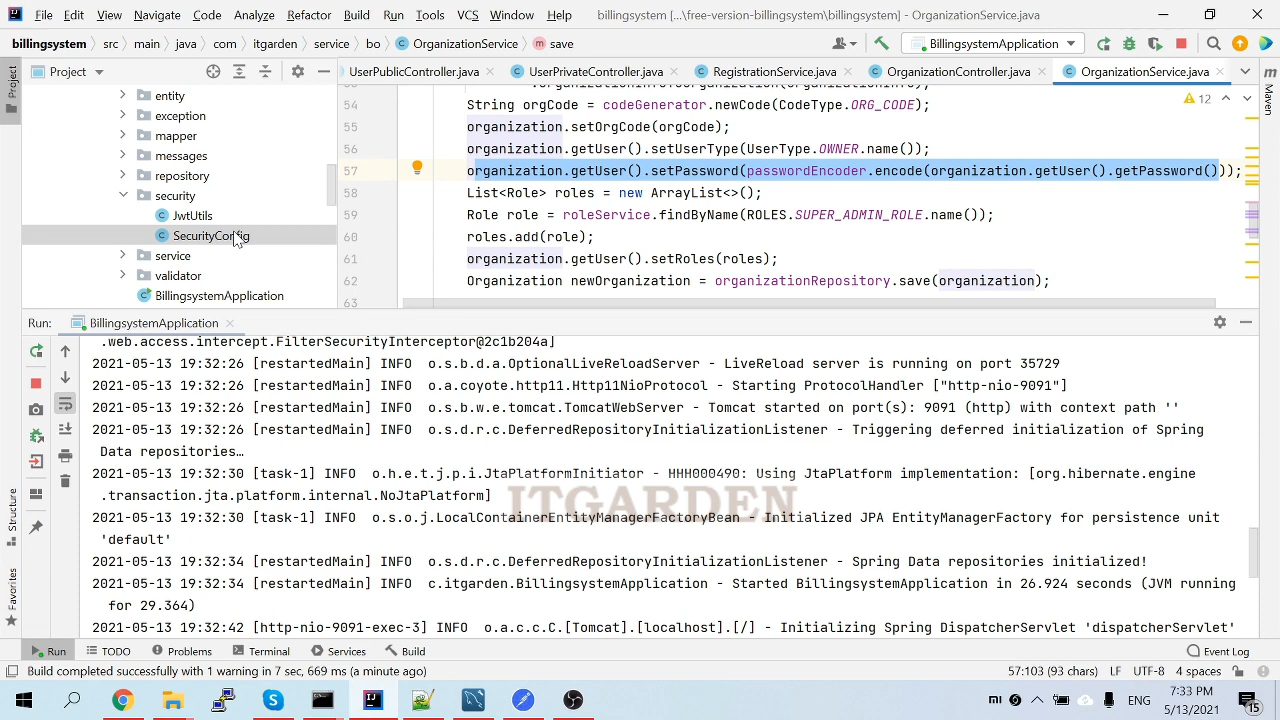 File Edit View Navigate Code Analyze Refactor Build Run Tools VCS Window Help billingsystem [...\free-version-billingsystem\billingsystem] - OrganizationService.java
billingsystem src main java com itgarden service bo OrganizationService save BillingsystemApplication
Project UserPublicController.java UserPrivateController.java RegistrationService.java OrganizationController.java OrganizationService.java
Project
Structure
Favorites
Maven
entity
exception
mapper
messages
repository
security
JwtUtils
SecurityConfig
service
validator
BillingsystemApplication
12
54 String orgCode = codeGenerator.newCode(CodeType.ORG_CODE);
55 organization.setOrgCode(orgCode);
56 organization.getUser().setUserType(UserType.OWNER.name());
57 organization.getUser().setPassword(passwordEncoder.encode(organization.getUser().getPassword()));
58 List<Role> roles = new ArrayList<>();
59 Role role = roleService.findByName(ROLES.SUPER_ADMIN_ROLE.name());
60 roles.add(role);
61 organization.getUser().setRoles(roles);
62 Organization newOrganization = organizationRepository.save(organization);
63
Run: BillingsystemApplication
.web.access.intercept.FilterSecurityInterceptor@2c1b204a]
2021-05-13 19:32:26 [restartedMain] INFO o.s.b.d.a.OptionalLiveReloadServer - LiveReload server is running on port 35729
2021-05-13 19:32:26 [restartedMain] INFO o.a.coyote.http11.Http11NioProtocol - Starting ProtocolHandler ["http-nio-9091"]
2021-05-13 19:32:26 [restartedMain] INFO o.s.b.w.e.tomcat.TomcatWebServer - Tomcat started on port(s): 9091 (http) with context path ''
2021-05-13 19:32:26 [restartedMain] INFO o.s.d.r.c.DeferredRepositoryInitializationListener - Triggering deferred initialization of Spring
Data repositories…
2021-05-13 19:32:30 [task-1] INFO o.h.e.t.j.p.i.JtaPlatformInitiator - HHH000490: Using JtaPlatform implementation: [org.hibernate.engine
.transaction.jta.platform.internal.NoJtaPlatform]
ITGARDEN
2021-05-13 19:32:30 [task-1] INFO o.s.o.j.LocalContainerEntityManagerFactoryBean - Initialized JPA EntityManagerFactory for persistence unit
'default'
2021-05-13 19:32:34 [restartedMain] INFO o.s.d.r.c.DeferredRepositoryInitializationListener - Spring Data repositories initialized!
2021-05-13 19:32:34 [restartedMain] INFO c.itgarden.BillingsystemApplication - Started BillingsystemApplication in 26.924 seconds (JVM running
for 29.364)
2021-05-13 19:32:42 [http-nio-9091-exec-3] INFO o.a.c.c.C.[Tomcat].[localhost].[/] - Initializing Spring DispatcherServlet 'dispatcherServlet'
Run TODO Problems Terminal Services Build Event Log
Build completed successfully with 1 warning in 7 sec, 669 ms (a minute ago) 57:103 (93 chars) LF UTF-8 4 spaces
ENG 7:33 PM
5/13/2021
15